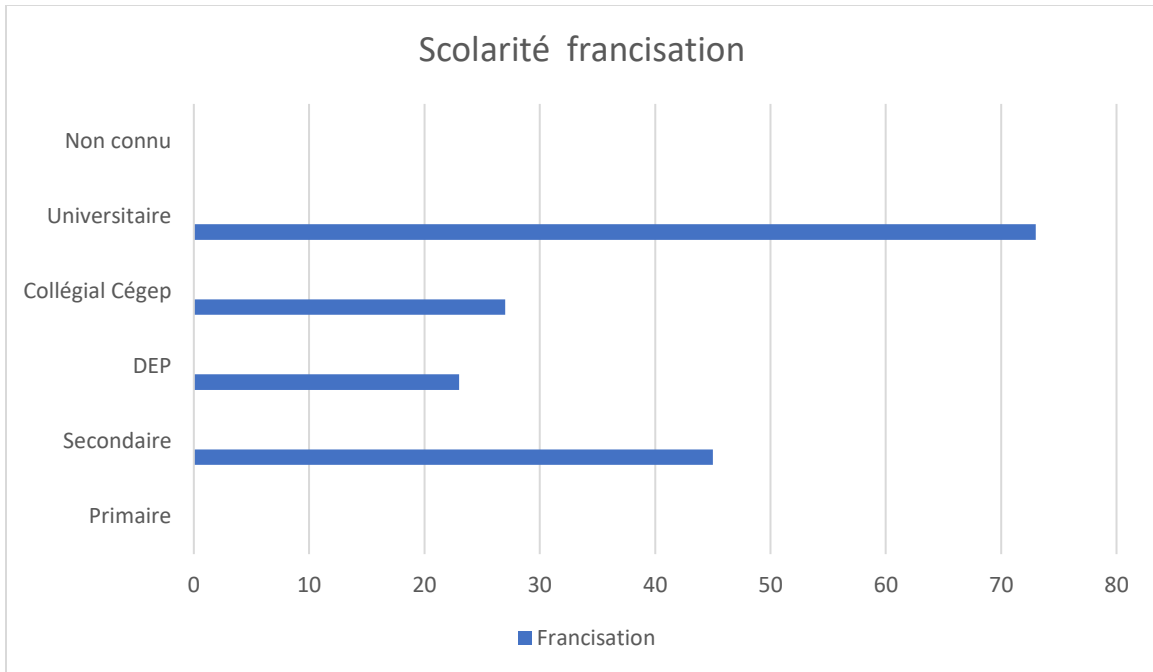 Scolarité  francisation
Non connu
Universitaire
Collégial Cégep
DEP
Secondaire
Primaire
0 10 20 30 40 50 60 70 80
Francisation